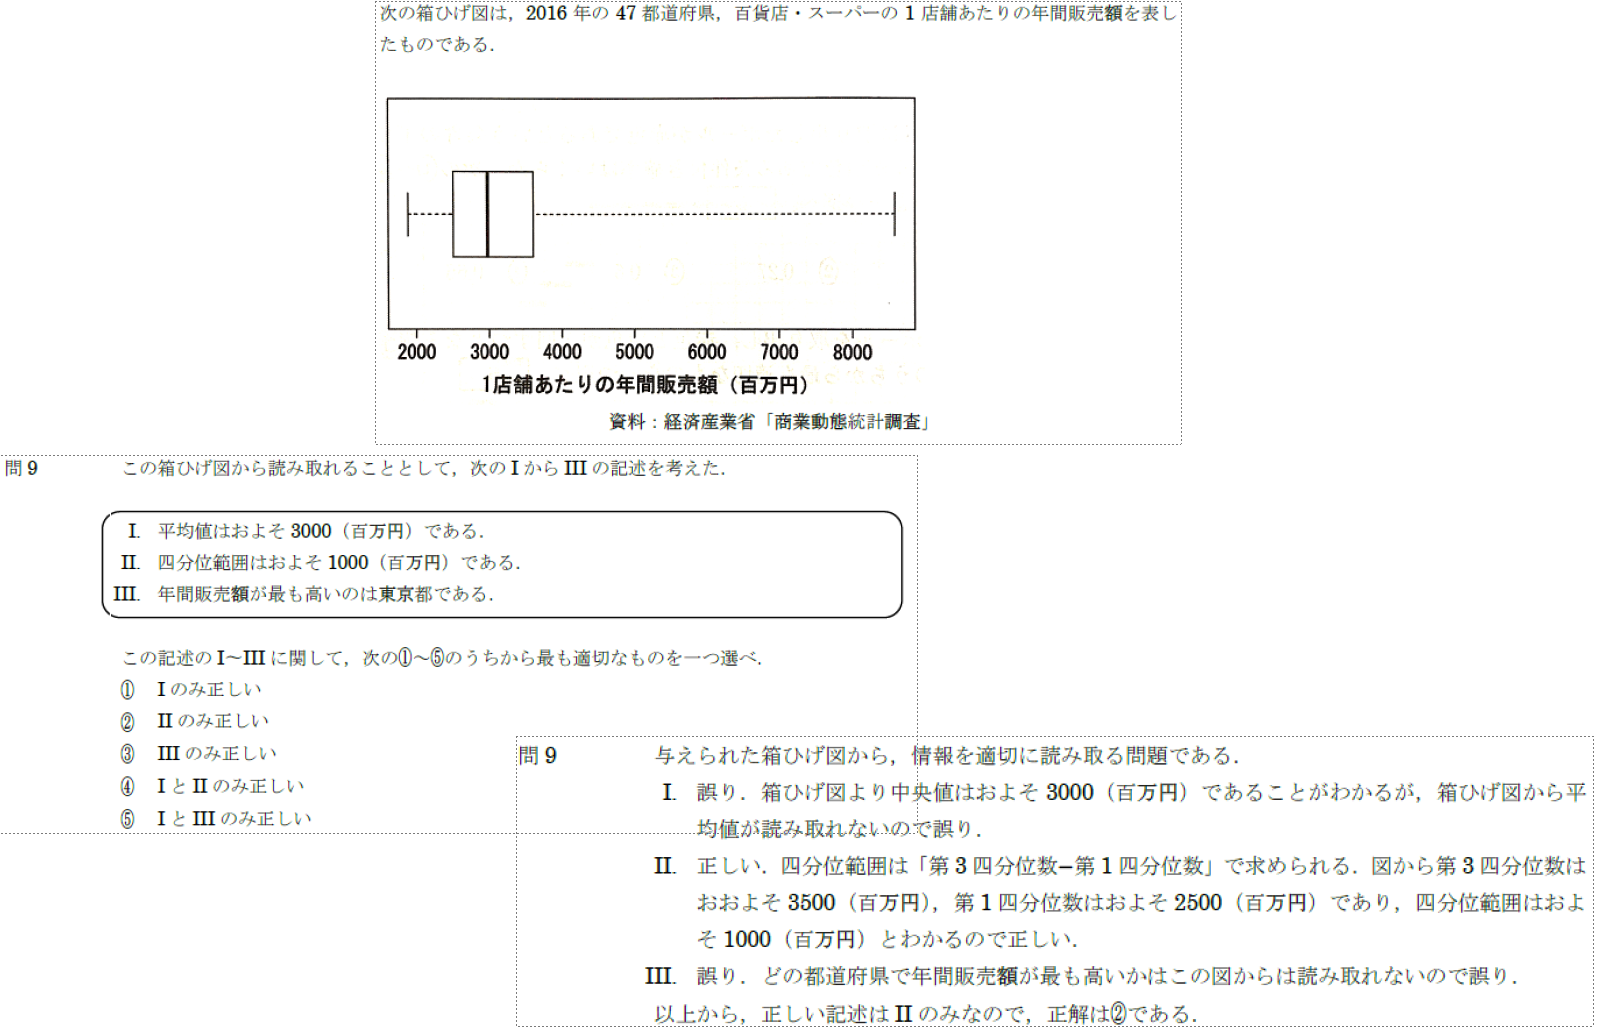 次の箱ひげ図は，2016 年の 47 都道府県，百貨店・スーパーの 1 店舗あたりの年間販売額を表し
たものである．
2000 3000 4000 5000 6000 7000 8000
1店舗あたりの年間販売額（百万円）
資料：経済産業省「商業動態統計調査」
問 9 この箱ひげ図から読み取れることとして，次の I から III の記述を考えた．
I. 平均値はおよそ 3000（百万円）である．
II. 四分位範囲はおよそ 1000（百万円）である．
III. 年間販売額が最も高いのは東京都である．
この記述の I～III に関して，次の①～⑤のうちから最も適切なものを一つ選べ．
① I のみ正しい
② II のみ正しい
③ III のみ正しい
④ I と II のみ正しい
⑤ I と III のみ正しい
問 9 与えられた箱ひげ図から，情報を適切に読み取る問題である．
I. 誤り．箱ひげ図より中央値はおよそ 3000（百万円）であることがわかるが，箱ひげ図から平
均値が読み取れないので誤り．
II. 正しい．四分位範囲は「第 3 四分位数−第 1 四分位数」で求められる．図から第 3 四分位数は
おおよそ 3500（百万円），第 1 四分位数はおよそ 2500（百万円）であり，四分位範囲はおよ
そ 1000（百万円）とわかるので正しい．
III. 誤り．どの都道府県で年間販売額が最も高いかはこの図からは読み取れないので誤り．
以上から，正しい記述は II のみなので，正解は②である．